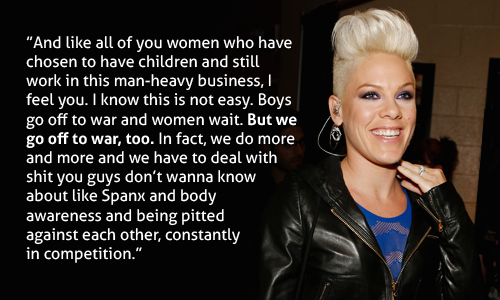 "And like all of you women who have
chosen to have children and still
work in this man-heavy business, I
feel you. I know this is not easy. Boys
go off to war and women wait. But we
go off to war, too. In fact, we do more
and more and we have to deal with
shit you guys don't wanna know
about like Spanx and body
awareness and being pitted
against each other, constantly
in competition."